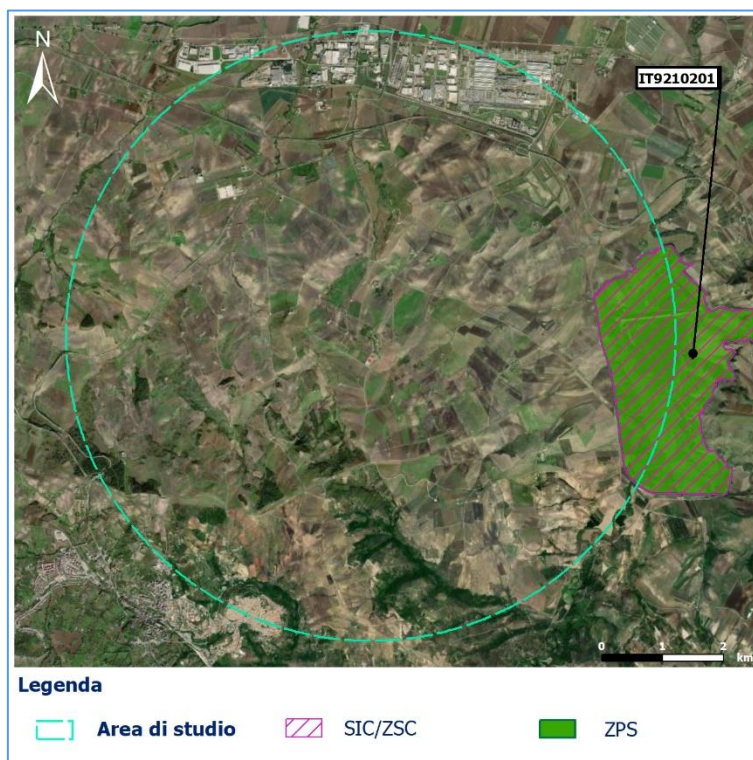 N
IT9210201
0 1 2
km
Legenda
Area di studio SIC/ZSC ZPS